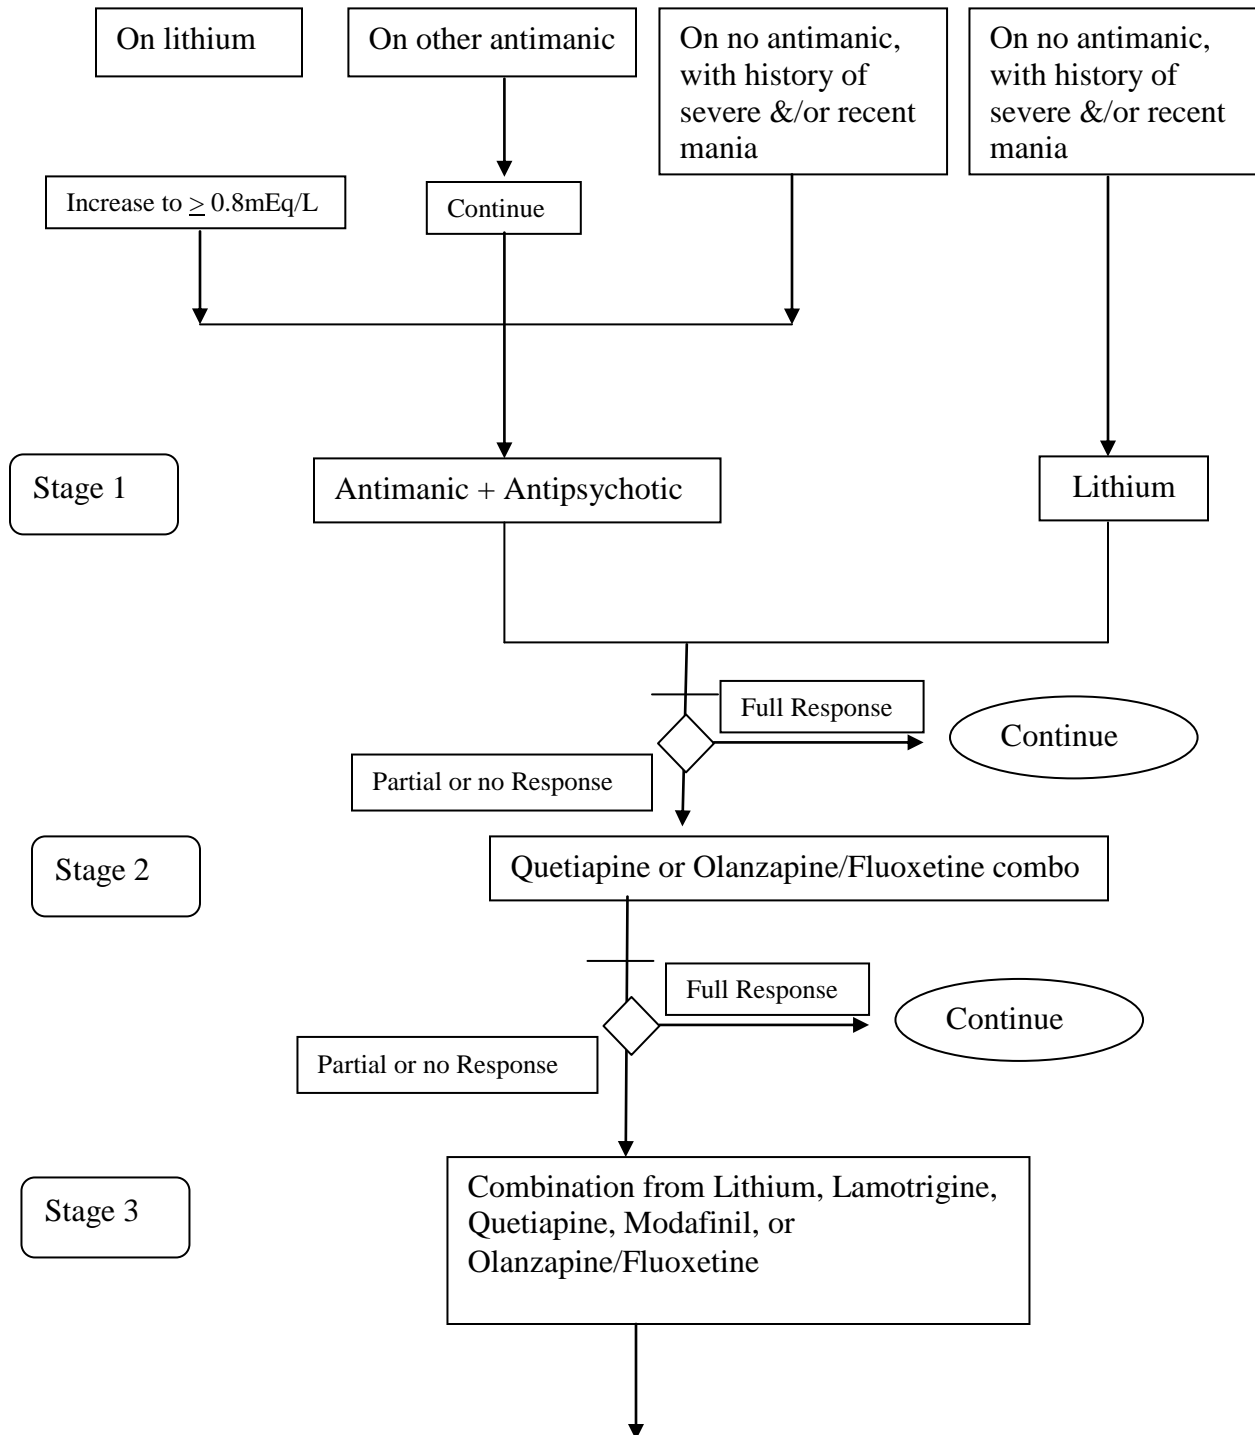 On lithium
On other antimanic
On no antimanic,
with history of
severe &/or recent
mania
On no antimanic,
with history of
severe &/or recent
mania
Increase to ≥ 0.8mEq/L
Continue
Stage 1
Antimanic + Antipsychotic
Lithium
Full Response
Continue
Partial or no Response
Stage 2
Quetiapine or Olanzapine/Fluoxetine combo
Full Response
Continue
Partial or no Response
Stage 3
Combination from Lithium, Lamotrigine,
Quetiapine, Modafinil, or
Olanzapine/Fluoxetine